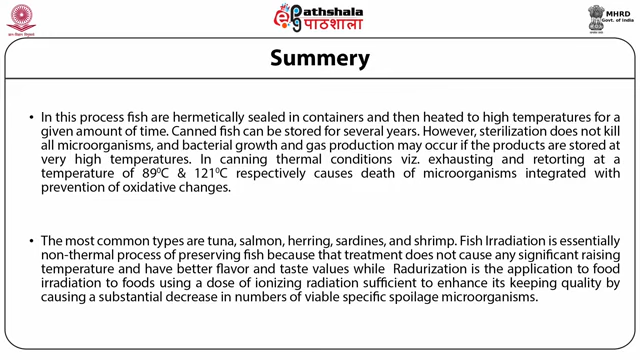 Pathshala
पाठशाला
MHRD
Govt. of India
Summery
• In this process fish are hermetically sealed in containers and then heated to high temperatures for a
given amount of time. Canned fish can be stored for several years. However, sterilization does not kill
all microorganisms, and bacterial growth and gas production may occur if the products are stored at
very high temperatures. In canning thermal conditions viz. exhausting and retorting at a
temperature of 89⁰C & 121⁰C respectively causes death of microorganisms integrated with
prevention of oxidative changes.
• The most common types are tuna, salmon, herring, sardines, and shrimp. Fish Irradiation is essentially
non-thermal process of preserving fish because that treatment does not cause any significant raising
temperature and have better flavor and taste values while Radurization is the application to food
irradiation to foods using a dose of ionizing radiation sufficient to enhance its keeping quality by
causing a substantial decrease in numbers of viable specific spoilage microorganisms.